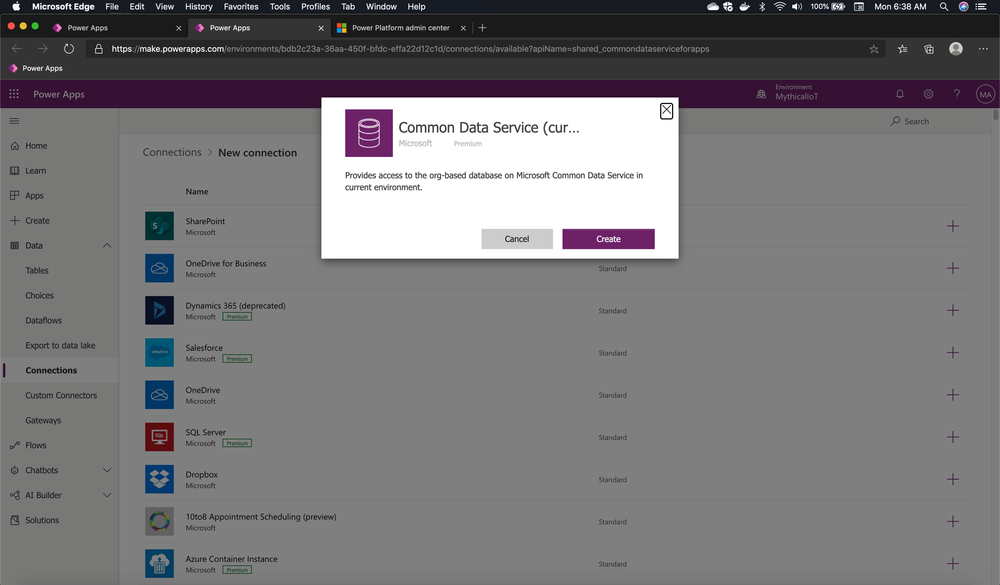 Microsoft Edge File Edit View History Favorites Tools Profiles Tab Window Help 100% Mon 6:38 AM
Power Apps Power Apps Power Platform admin center
https://make.powerapps.com/environments/bdb2c23a-36aa-450f-bfdc-effa22d12c1d/connections/available?apiName=shared_commondataserviceforapps
Power Apps
Power Apps
Environment
MythicalIoT
MA
Search
Home
Learn
Apps
Create
Data
Tables
Choices
Dataflows
Export to data lake
Connections
Custom Connectors
Gateways
Flows
Chatbots
AI Builder
Solutions
Connections > New connection
Common Data Service (cur...
Microsoft Premium
Provides access to the org-based database on Microsoft Common Data Service in
current environment.
Cancel Create
Name
S
SharePoint
Microsoft
OneDrive for Business
Microsoft
Standard
Dynamics 365 (deprecated)
Microsoft Premium
Standard
salesforce
Salesforce
Microsoft Premium
Standard
OneDrive
Microsoft
Standard
SQL
SQL Server
Microsoft Premium
Standard
Dropbox
Microsoft
Standard
10to8 Appointment Scheduling (preview)
Microsoft
Standard
Azure Container Instance
Microsoft Premium
Standard